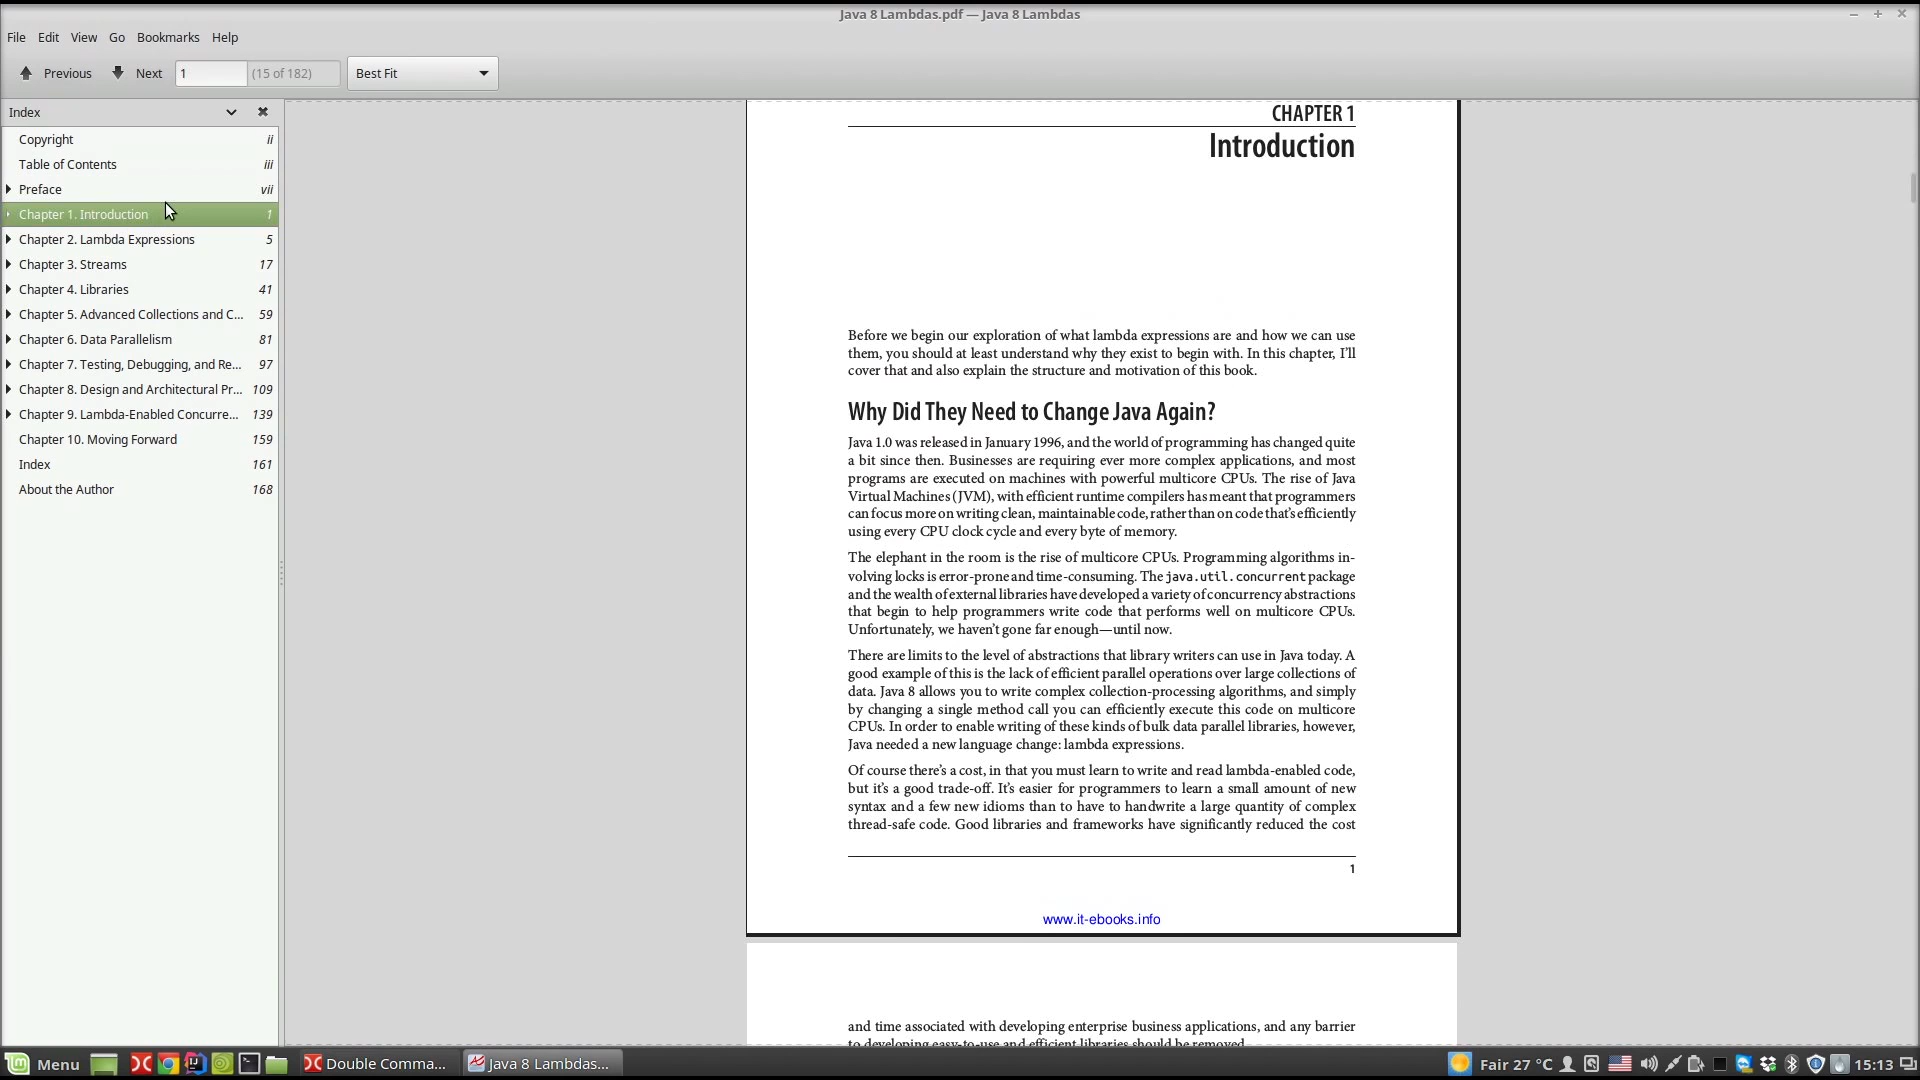 Java 8 Lambdas.pdf — Java 8 Lambdas
File Edit View Go Bookmarks Help
Previous Next 1 (15 of 182) Best Fit
Index
Copyright ii
Table of Contents iii
Preface vii
Chapter 1. Introduction 1
Chapter 2. Lambda Expressions 5
Chapter 3. Streams 17
Chapter 4. Libraries 41
Chapter 5. Advanced Collections and C... 59
Chapter 6. Data Parallelism 81
Chapter 7. Testing, Debugging, and Re... 97
Chapter 8. Design and Architectural Pr... 109
Chapter 9. Lambda-Enabled Concurre... 139
Chapter 10. Moving Forward 159
Index 161
About the Author 168
CHAPTER 1
Introduction
Before we begin our exploration of what lambda expressions are and how we can use
them, you should at least understand why they exist to begin with. In this chapter, I’ll
cover that and also explain the structure and motivation of this book.
Why Did They Need to Change Java Again?
Java 1.0 was released in January 1996, and the world of programming has changed quite
a bit since then. Businesses are requiring ever more complex applications, and most
programs are executed on machines with powerful multicore CPUs. The rise of Java
Virtual Machines (JVM), with efficient runtime compilers has meant that programmers
can focus more on writing clean, maintainable code, rather than on code that’s efficiently
using every CPU clock cycle and every byte of memory.
The elephant in the room is the rise of multicore CPUs. Programming algorithms in-
volving locks is error-prone and time-consuming. The java.util.concurrent package
and the wealth of external libraries have developed a variety of concurrency abstractions
that begin to help programmers write code that performs well on multicore CPUs.
Unfortunately, we haven’t gone far enough—until now.
There are limits to the level of abstractions that library writers can use in Java today. A
good example of this is the lack of efficient parallel operations over large collections of
data. Java 8 allows you to write complex collection-processing algorithms, and simply
by changing a single method call you can efficiently execute this code on multicore
CPUs. In order to enable writing of these kinds of bulk data parallel libraries, however,
Java needed a new language change: lambda expressions.
Of course there’s a cost, in that you must learn to write and read lambda-enabled code,
but it’s a good trade-off. It’s easier for programmers to learn a small amount of new
syntax and a few new idioms than to have to handwrite a large quantity of complex
thread-safe code. Good libraries and frameworks have significantly reduced the cost
1
www.it-ebooks.info
and time associated with developing enterprise business applications, and any barrier
to developing easy-to-use and efficient libraries should be removed.
Menu Double Comma... Java 8 Lambdas... Fair 27 °C 15:13